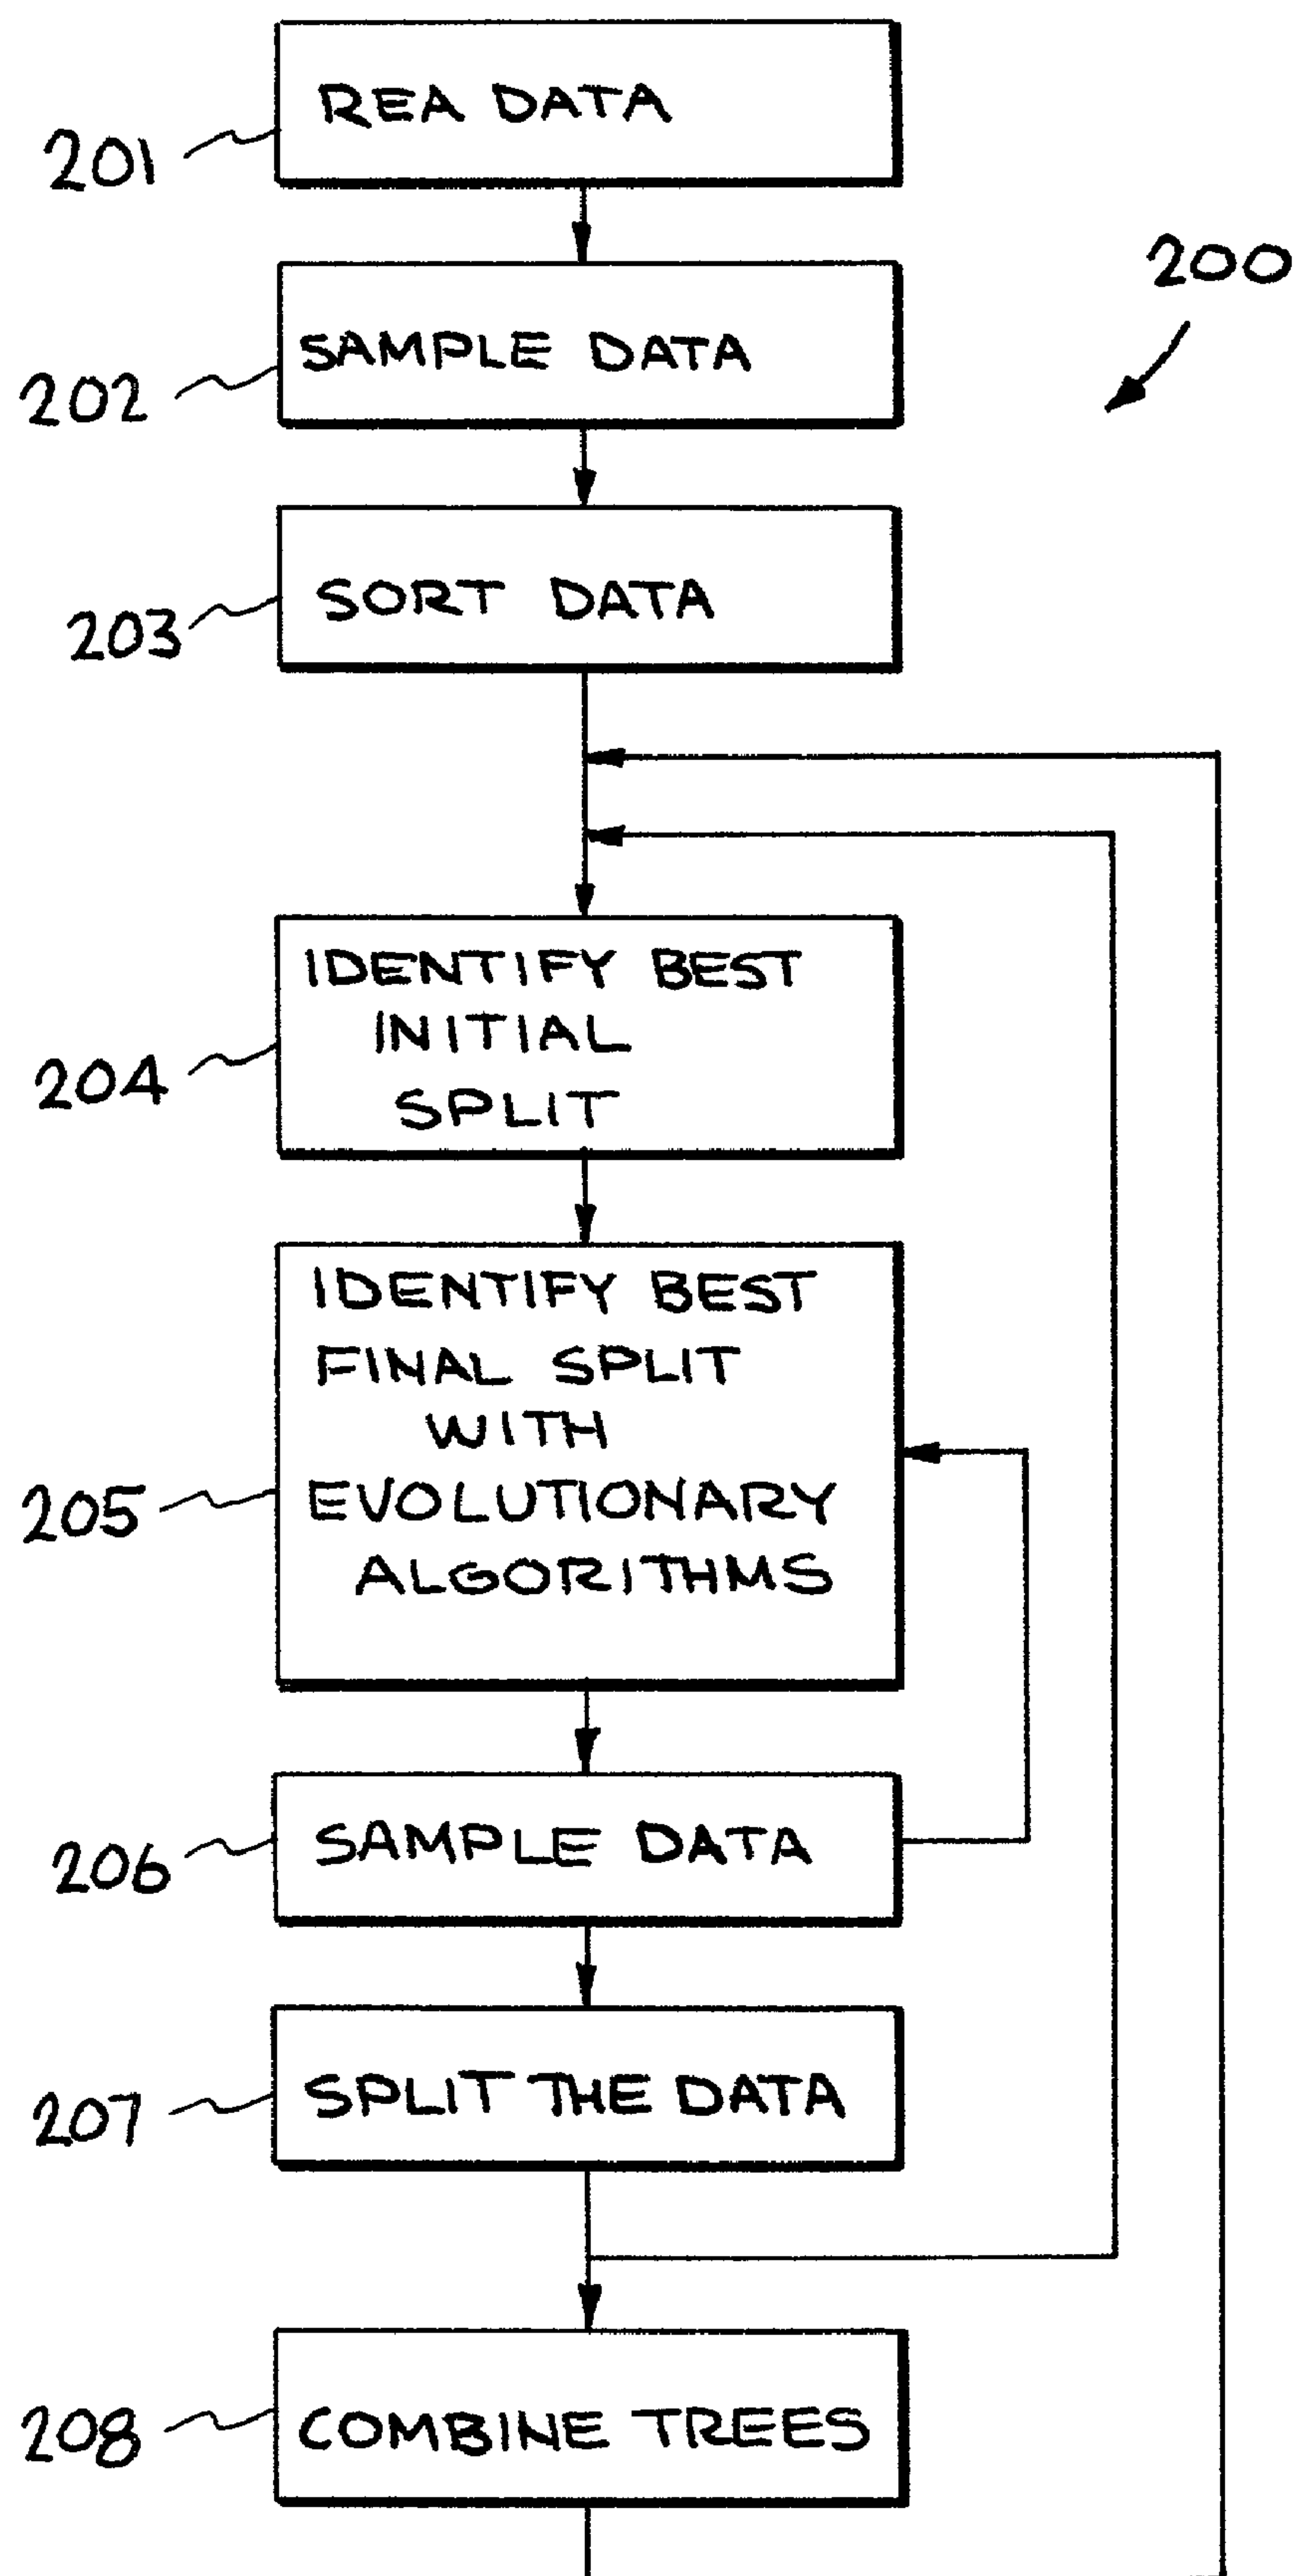 REA DATA
201
200
SAMPLE DATA
202
SORT DATA
203
IDENTIFY BEST
INITIAL
SPLIT
204
IDENTIFY BEST
FINAL SPLIT
WITH
EVOLUTIONARY
ALGORITHMS
205
SAMPLE DATA
206
SPLIT THE DATA
207
COMBINE TREES
208